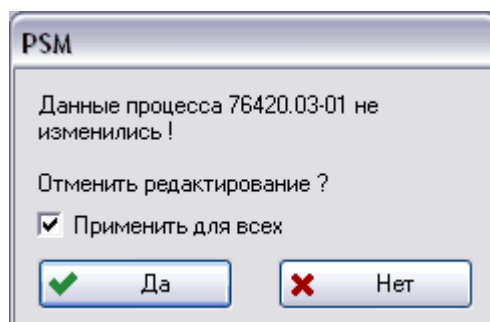 PSM
Данные процесса 76420.03-01 не
изменились !
Отменить редактирование ?
Применить для всех
Да
Нет